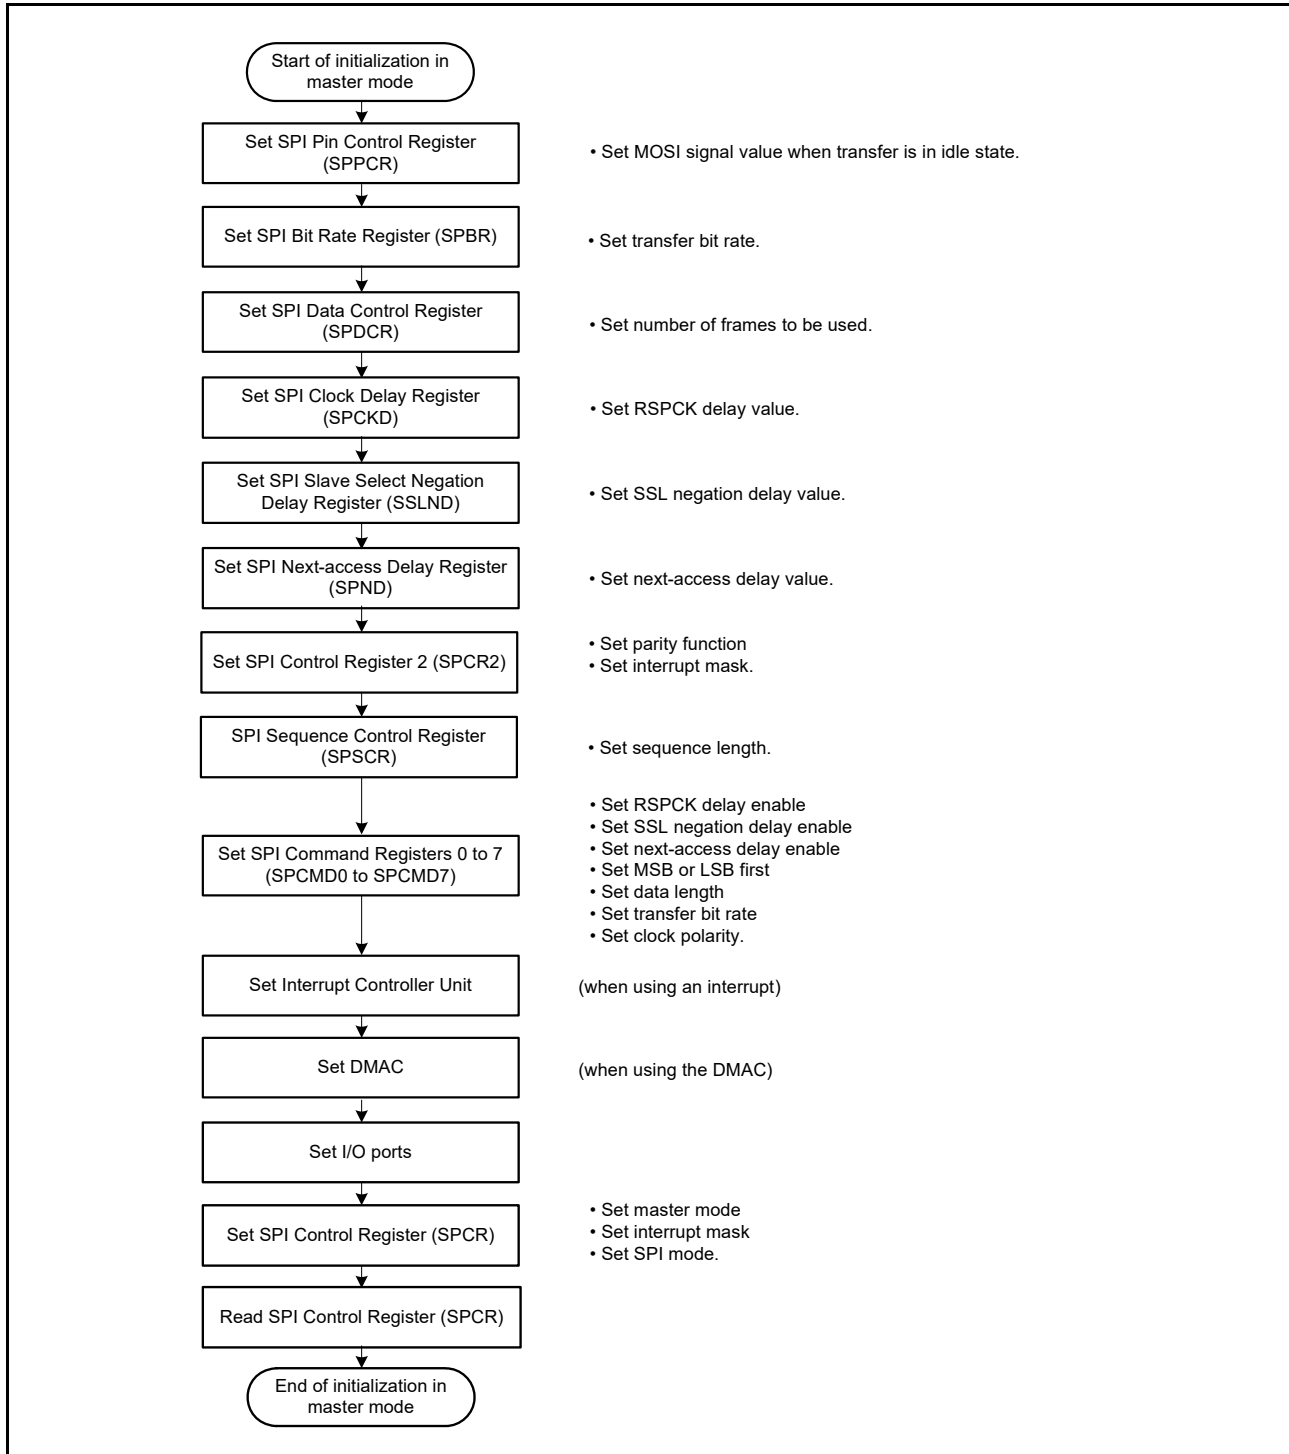 Start of initialization in
master mode
Set SPI Pin Control Register
(SPPCR)
• Set MOSI signal value when transfer is in idle state.
Set SPI Bit Rate Register (SPBR)
• Set transfer bit rate.
Set SPI Data Control Register
(SPDCR)
• Set number of frames to be used.
Set SPI Clock Delay Register
(SPCKD)
• Set RSPCK delay value.
Set SPI Slave Select Negation
Delay Register (SSLND)
• Set SSL negation delay value.
Set SPI Next-access Delay Register
(SPND)
• Set next-access delay value.
Set SPI Control Register 2 (SPCR2)
• Set parity function
• Set interrupt mask.
SPI Sequence Control Register
(SPSCR)
• Set sequence length.
Set SPI Command Registers 0 to 7
(SPCMD0 to SPCMD7)
• Set RSPCK delay enable
• Set SSL negation delay enable
• Set next-access delay enable
• Set MSB or LSB first
• Set data length
• Set transfer bit rate
• Set clock polarity.
Set Interrupt Controller Unit
(when using an interrupt)
Set DMAC
(when using the DMAC)
Set I/O ports
Set SPI Control Register (SPCR)
• Set master mode
• Set interrupt mask
• Set SPI mode.
Read SPI Control Register (SPCR)
End of initialization in
master mode